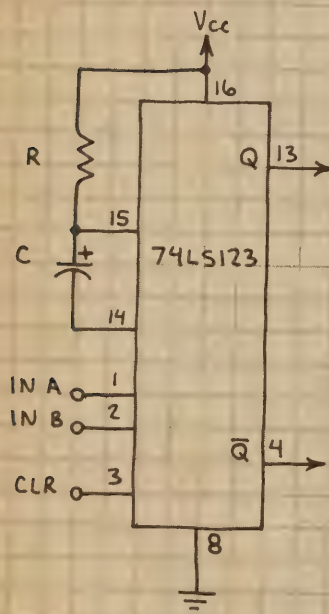 Vcc
16
R
Q 13
15
C +
74LS123
14
IN A 1
IN B 2
Q̅ 4
CLR 3
8